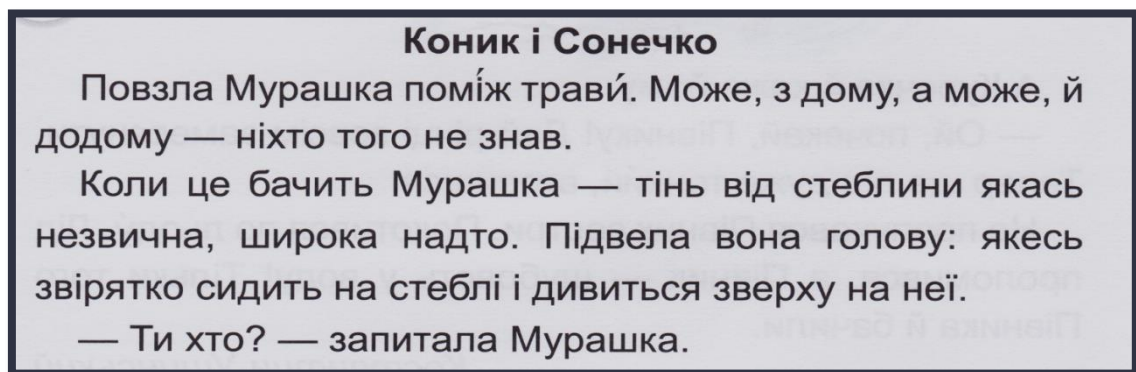 Коник і Сонечко
Повзла Мурашка помі́ж трави́. Може, з дому, а може, й
додому — ніхто того не знав.
Коли це бачить Мурашка — тінь від стеблини якась
незвична, широка надто. Підвела вона голову: якесь
звірятко сидить на стеблі і дивиться зверху на неї.
— Ти хто? — запитала Мурашка.